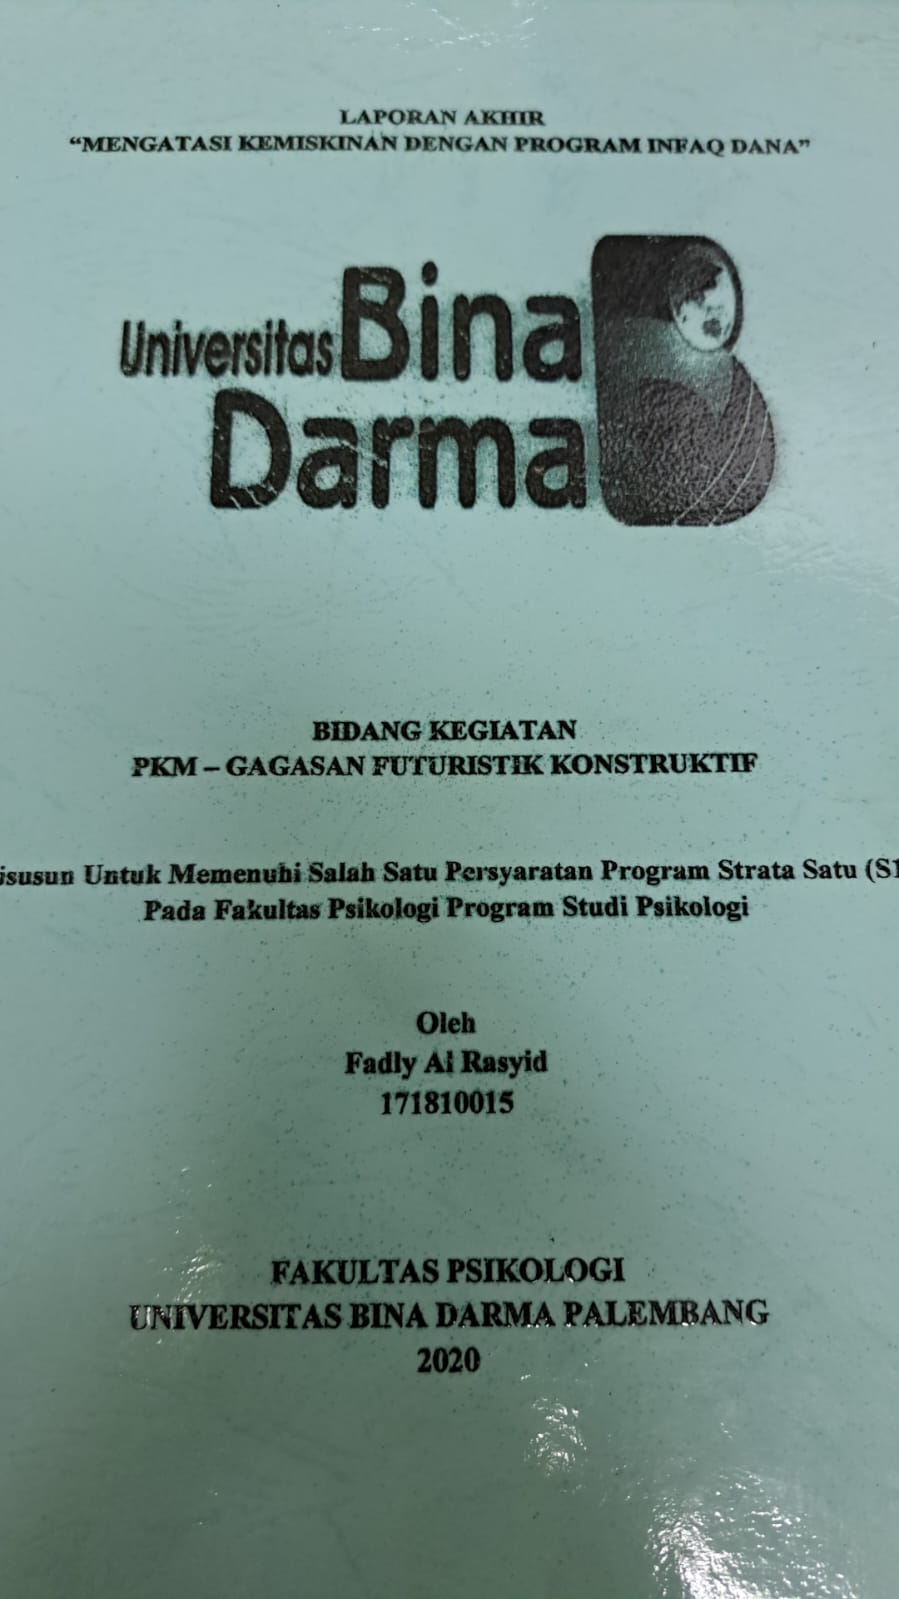 LAPORAN AKHIR
“MENGATASI KEMISKINAN DENGAN PROGRAM INFAQ DANA”
Universitas Bina
Darma
BIDANG KEGIATAN
PKM – GAGASAN FUTURISTIK KONSTRUKTIF
isusun Untuk Memenuhi Salah Satu Persyaratan Program Strata Satu (S1
Pada Fakultas Psikologi Program Studi Psikologi
Oleh
Fadly Al Rasyid
171810015
FAKULTAS PSIKOLOGI
UNIVERSITAS BINA DARMA PALEMBANG
2020